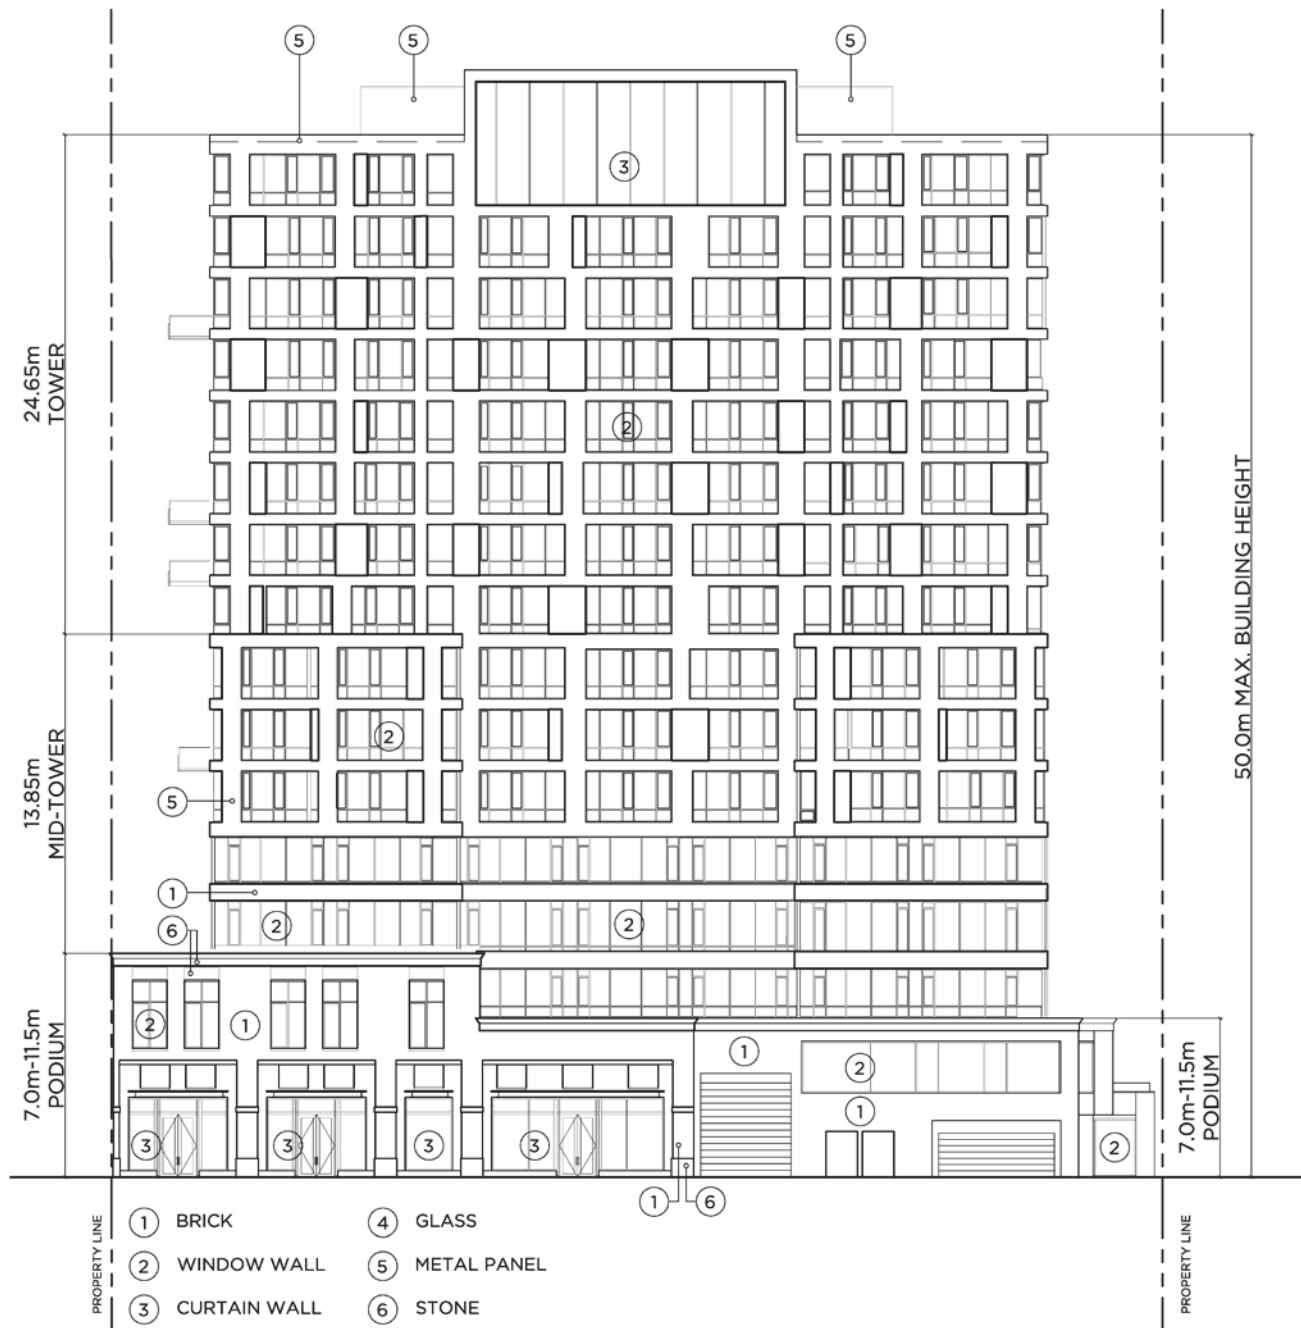 5 5 5
3
24.65m
TOWER
2
50.0m MAX. BUILDING HEIGHT
13.85m
MID-TOWER
2
5
1
6 2 2
7.0m-11.5m
PODIUM
2 1 1 2
1
7.0m-11.5m
PODIUM
3 3 3 3 2
1 6
PROPERTY LINE
PROPERTY LINE
1 BRICK 4 GLASS
2 WINDOW WALL 5 METAL PANEL
3 CURTAIN WALL 6 STONE